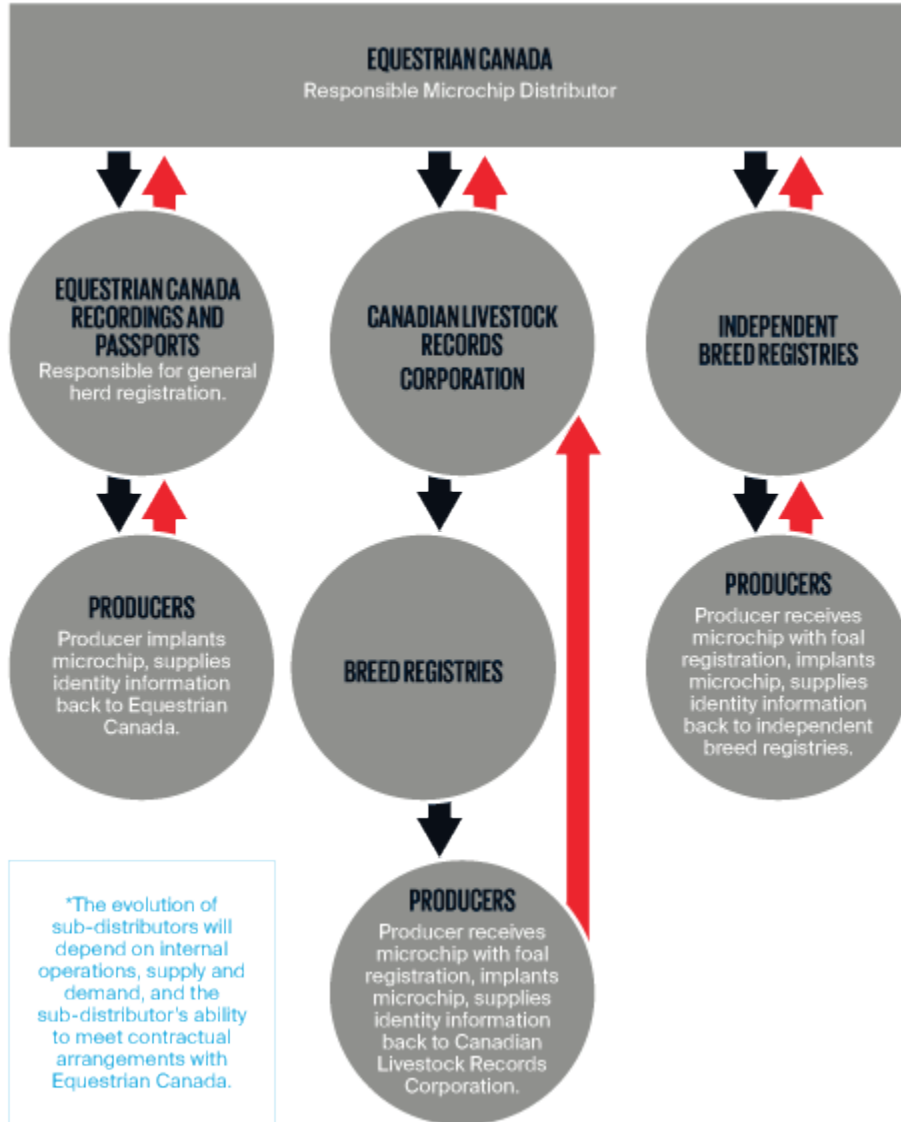 EQUESTRIAN CANADA
Responsible Microchip Distributor
EQUESTRIAN CANADA
RECORDINGS AND
PASSPORTS
Responsible for general
herd registration.
CANADIAN LIVESTOCK
RECORDS
CORPORATION
INDEPENDENT
BREED REGISTRIES
PRODUCERS
Producer implants
microchip, supplies
identity information
back to Equestrian
Canada.
BREED REGISTRIES
PRODUCERS
Producer receives
microchip with foal
registration, implants
microchip, supplies
identity information
back to independent
breed registries.
*The evolution of
sub-distributors will
depend on internal
operations, supply and
demand, and the
sub-distributor's ability
to meet contractual
arrangements with
Equestrian Canada.
PRODUCERS
Producer receives
microchip with foal
registration, implants
microchip, supplies
identity information
back to Canadian
Livestock Records
Corporation.